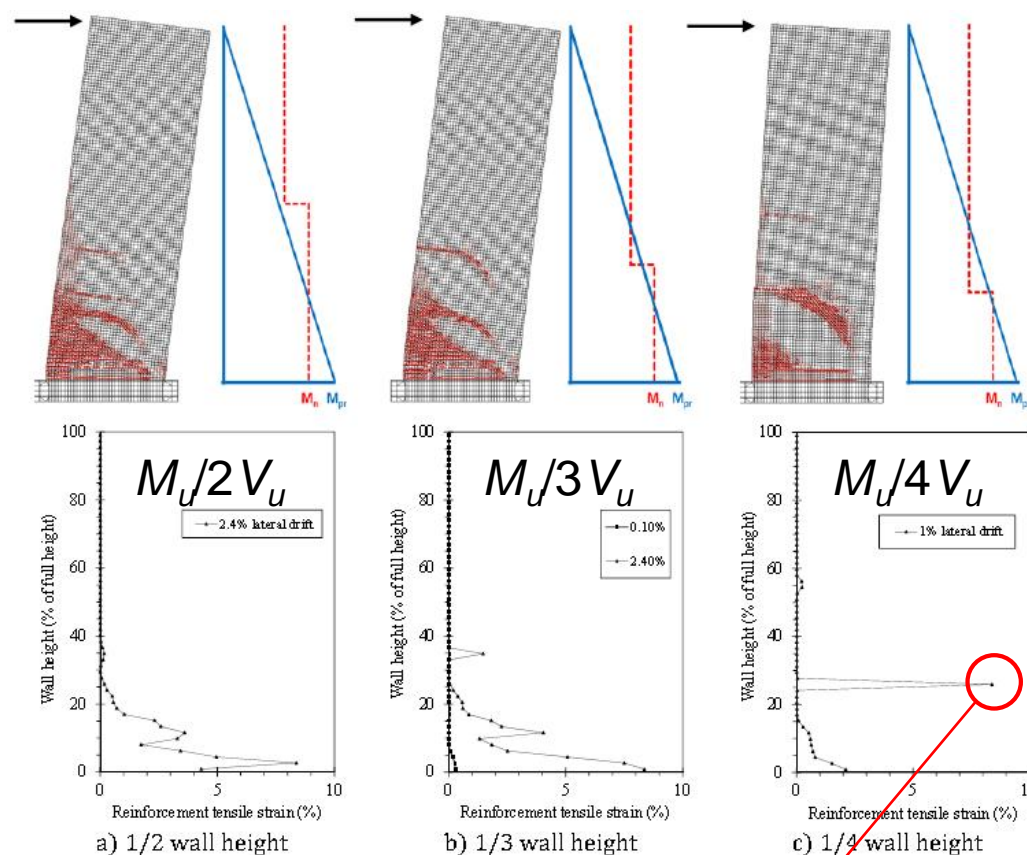 Mn Mpr
Mn Mpr
Mn Mpr
Mu/2Vu
2.4% lateral drift
Wall height (% of full height)
100
80
60
40
20
0
0 5 10
Reinforcement tensile strain (%)
a) 1/2 wall height
Mu/3Vu
0.10%
2.40%
Wall height (% of full height)
100
80
60
40
20
0
0 5 10
Reinforcement tensile strain (%)
b) 1/3 wall height
Mu/4Vu
1% lateral drift
Wall height (% of full height)
100
80
60
40
20
0
0 5
Reinforcement tensile strain (%)
c) 1/4 wall height